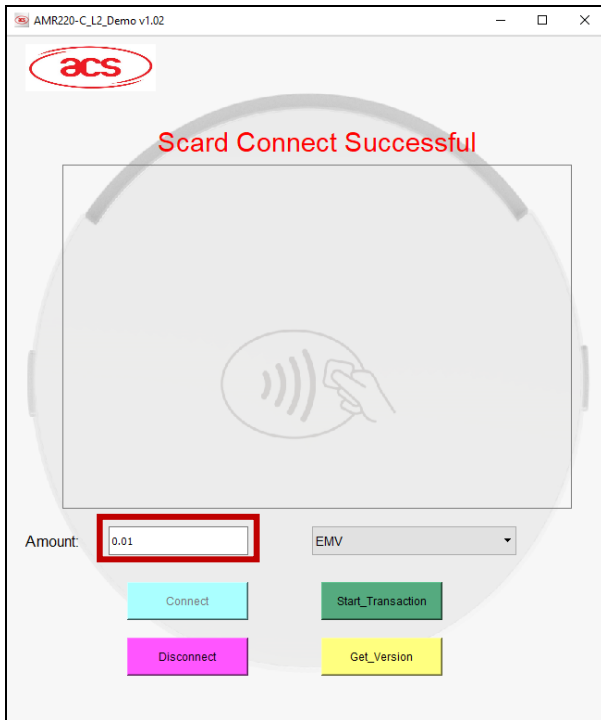 AMR220-C_L2_Demo v1.02
acs
Scard Connect Successful
Amount: 0.01 EMV
Connect Start_Transaction
Disconnect Get_Version